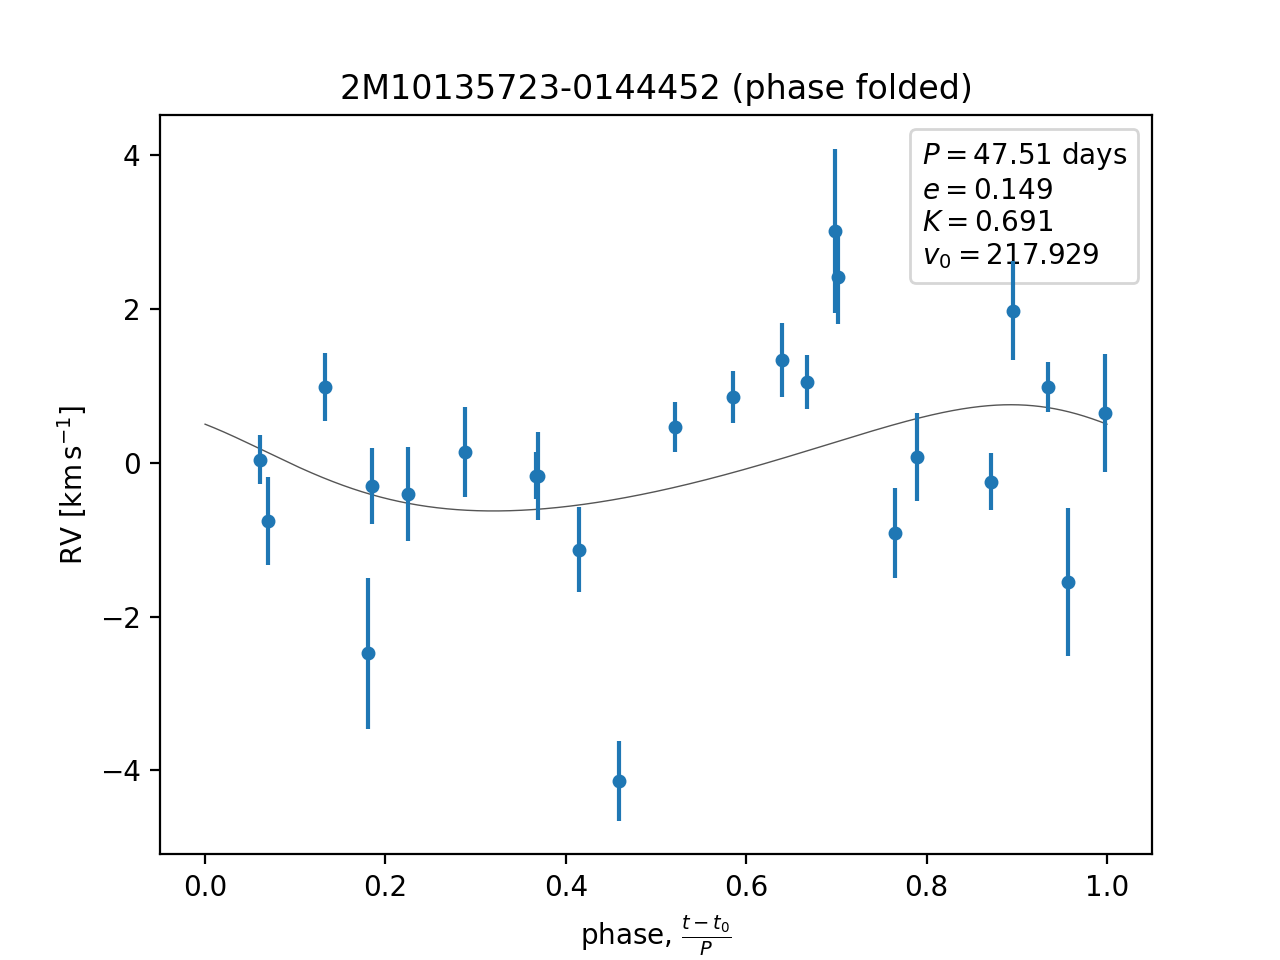 2M10135723-0144452 (phase folded)
P = 47.51 days
e = 0.149
K = 0.691
v₀ = 217.929
4
2
0
−2
−4
RV [km s⁻¹]
0.0 0.2 0.4 0.6 0.8 1.0
phase, (t − t₀)/P